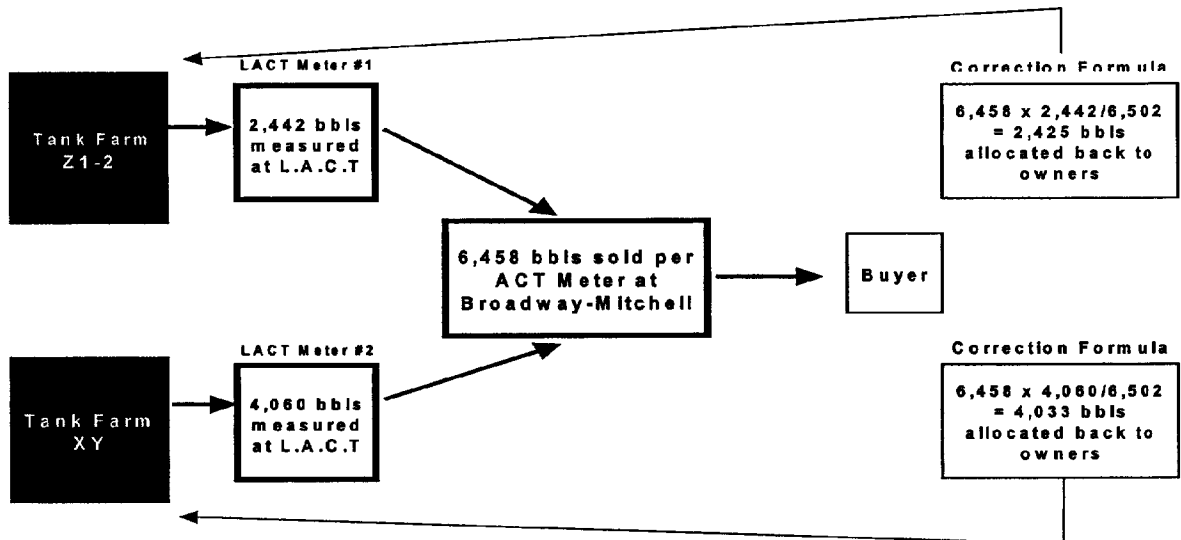 LACT Meter #1
Correction Formula
Tank Farm
Z1-2
2,442 bbls
measured
at L.A.C.T
6,458 x 2,442/6,502
= 2,425 bbls
allocated back to
owners
6,458 bbls sold per
ACT Meter at
Broadway-Mitchell
Buyer
LACT Meter #2
Correction Formula
Tank Farm
XY
4,060 bbls
measured
at L.A.C.T
6,458 x 4,060/6,502
= 4,033 bbls
allocated back to
owners